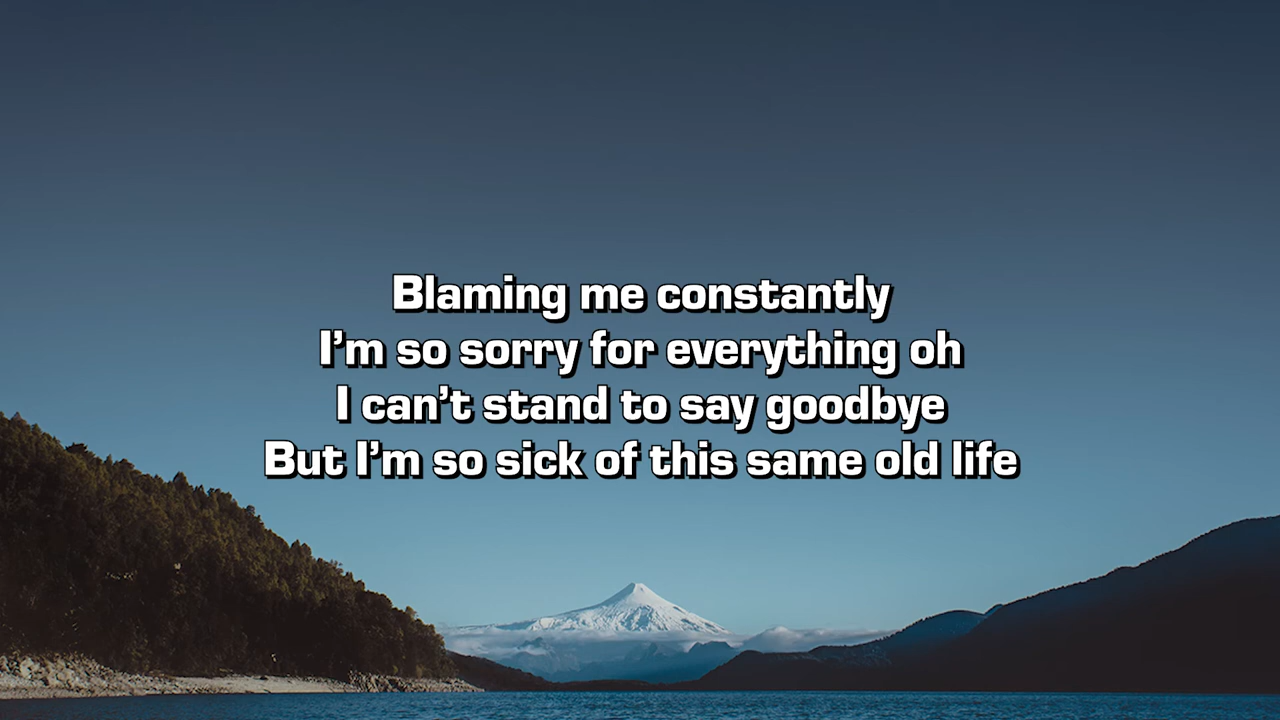 Blaming me constantly
I'm so sorry for everything oh
I can't stand to say goodbye
But I'm so sick of this same old life